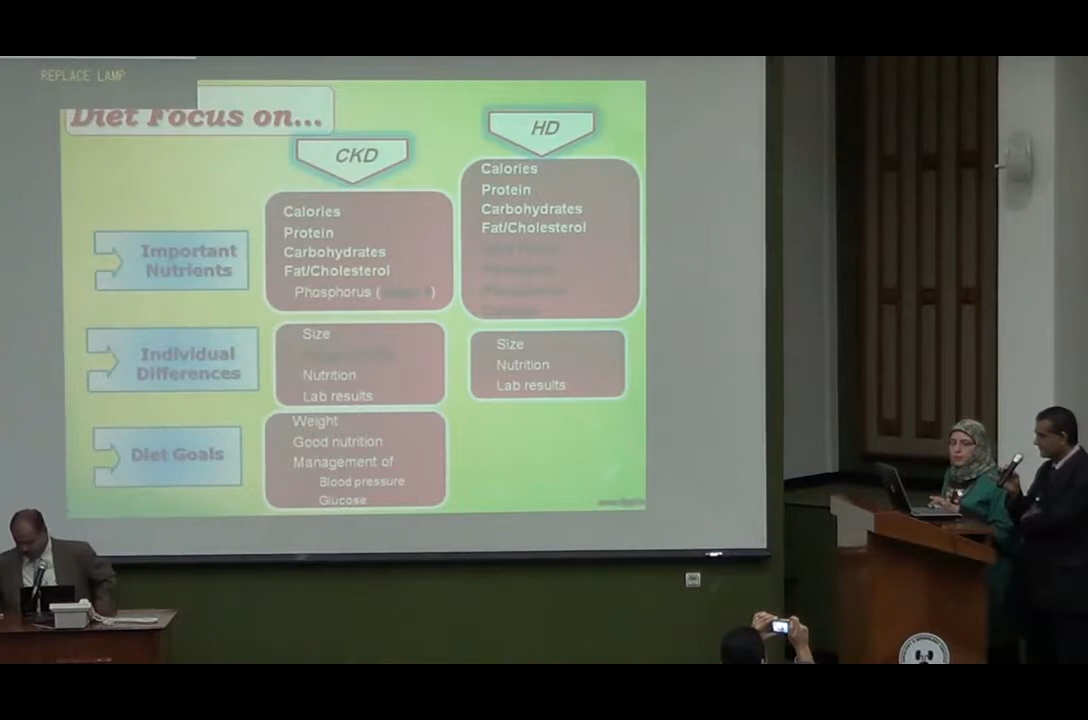 REPLACE LAMP
Diet Focus on...
CKD
HD
Important
Nutrients
Calories
Protein
Carbohydrates
Fat/Cholesterol
Phosphorus ( )
Calories
Protein
Carbohydrates
Fat/Cholesterol
Individual
Differences
Size
Nutrition
Lab results
Size
Nutrition
Lab results
Diet Goals
Weight
Good nutrition
Management of
Blood pressure
Glucose